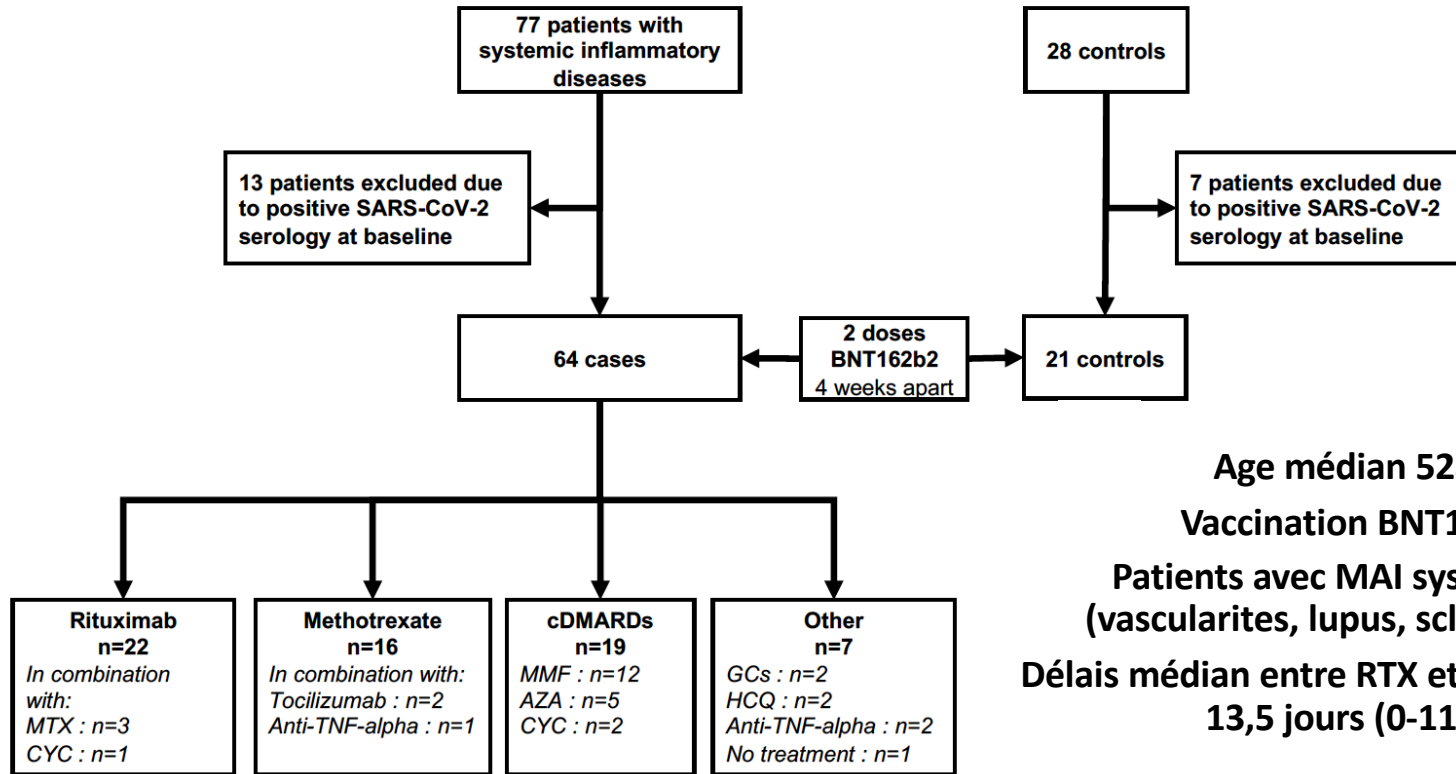 77 patients with
systemic inflammatory
diseases
28 controls
13 patients excluded due
to positive SARS-CoV-2
serology at baseline
7 patients excluded due
to positive SARS-CoV-2
serology at baseline
64 cases
2 doses
BNT162b2
4 weeks apart
21 controls
Age médian 52
Vaccination BNT1
Patients avec MAI sys
(vascularites, lupus, scl
Délais médian entre RTX et
13,5 jours (0-11
Rituximab
n=22
In combination
with:
MTX : n=3
CYC : n=1
Methotrexate
n=16
In combination with:
Tocilizumab : n=2
Anti-TNF-alpha : n=1
cDMARDs
n=19
MMF : n=12
AZA : n=5
CYC : n=2
Other
n=7
GCs : n=2
HCQ : n=2
Anti-TNF-alpha : n=2
No treatment : n=1